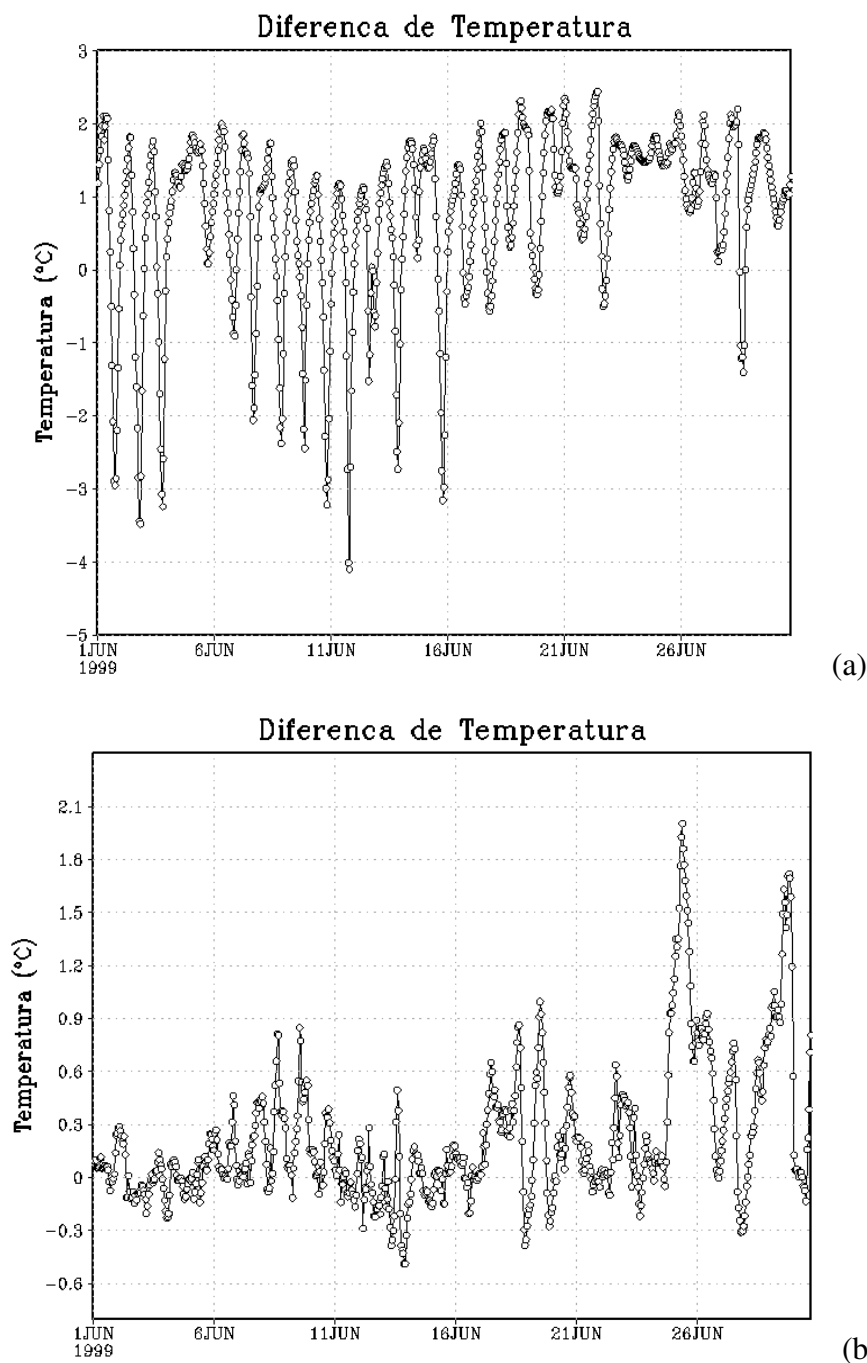 Diferenca de Temperatura
3
2
1
0
-1
-2
-3
-4
-5
Temperatura (°C)
1JUN 6JUN 11JUN 16JUN 21JUN 26JUN
1999
(a)
Diferenca de Temperatura
2.1
1.8
1.5
1.2
0.9
0.6
0.3
0
-0.3
-0.6
Temperatura (°C)
1JUN 6JUN 11JUN 16JUN 21JUN 26JUN
1999
(b